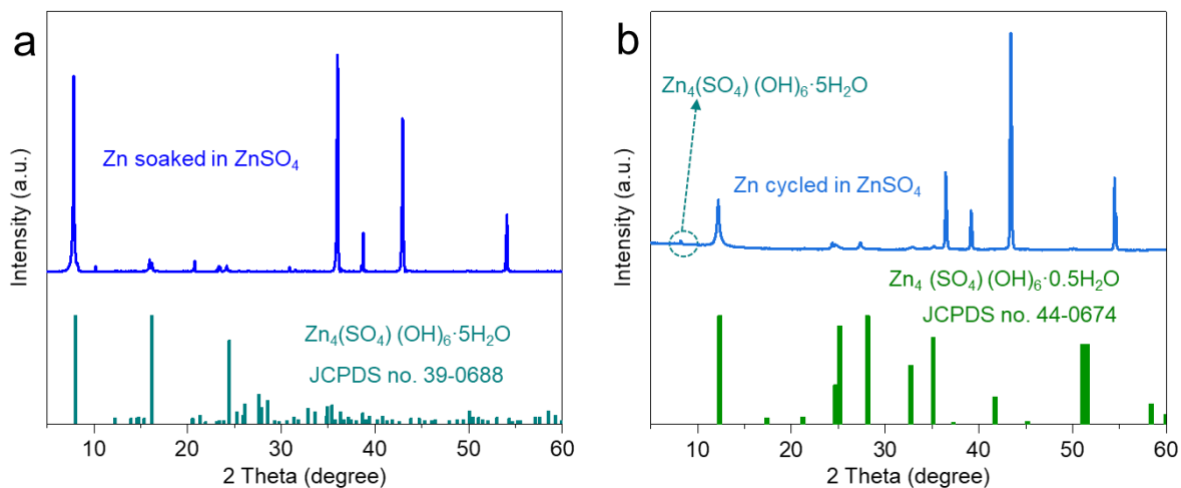 a
Intensity (a.u.)
Zn soaked in ZnSO₄
Zn₄(SO₄) (OH)₆·5H₂O
JCPDS no. 39-0688
10 20 30 40 50 60
2 Theta (degree)
b
Intensity (a.u.)
Zn₄(SO₄) (OH)₆·5H₂O
Zn cycled in ZnSO₄
Zn₄ (SO₄) (OH)₆·0.5H₂O
JCPDS no. 44-0674
10 20 30 40 50 60
2 Theta (degree)